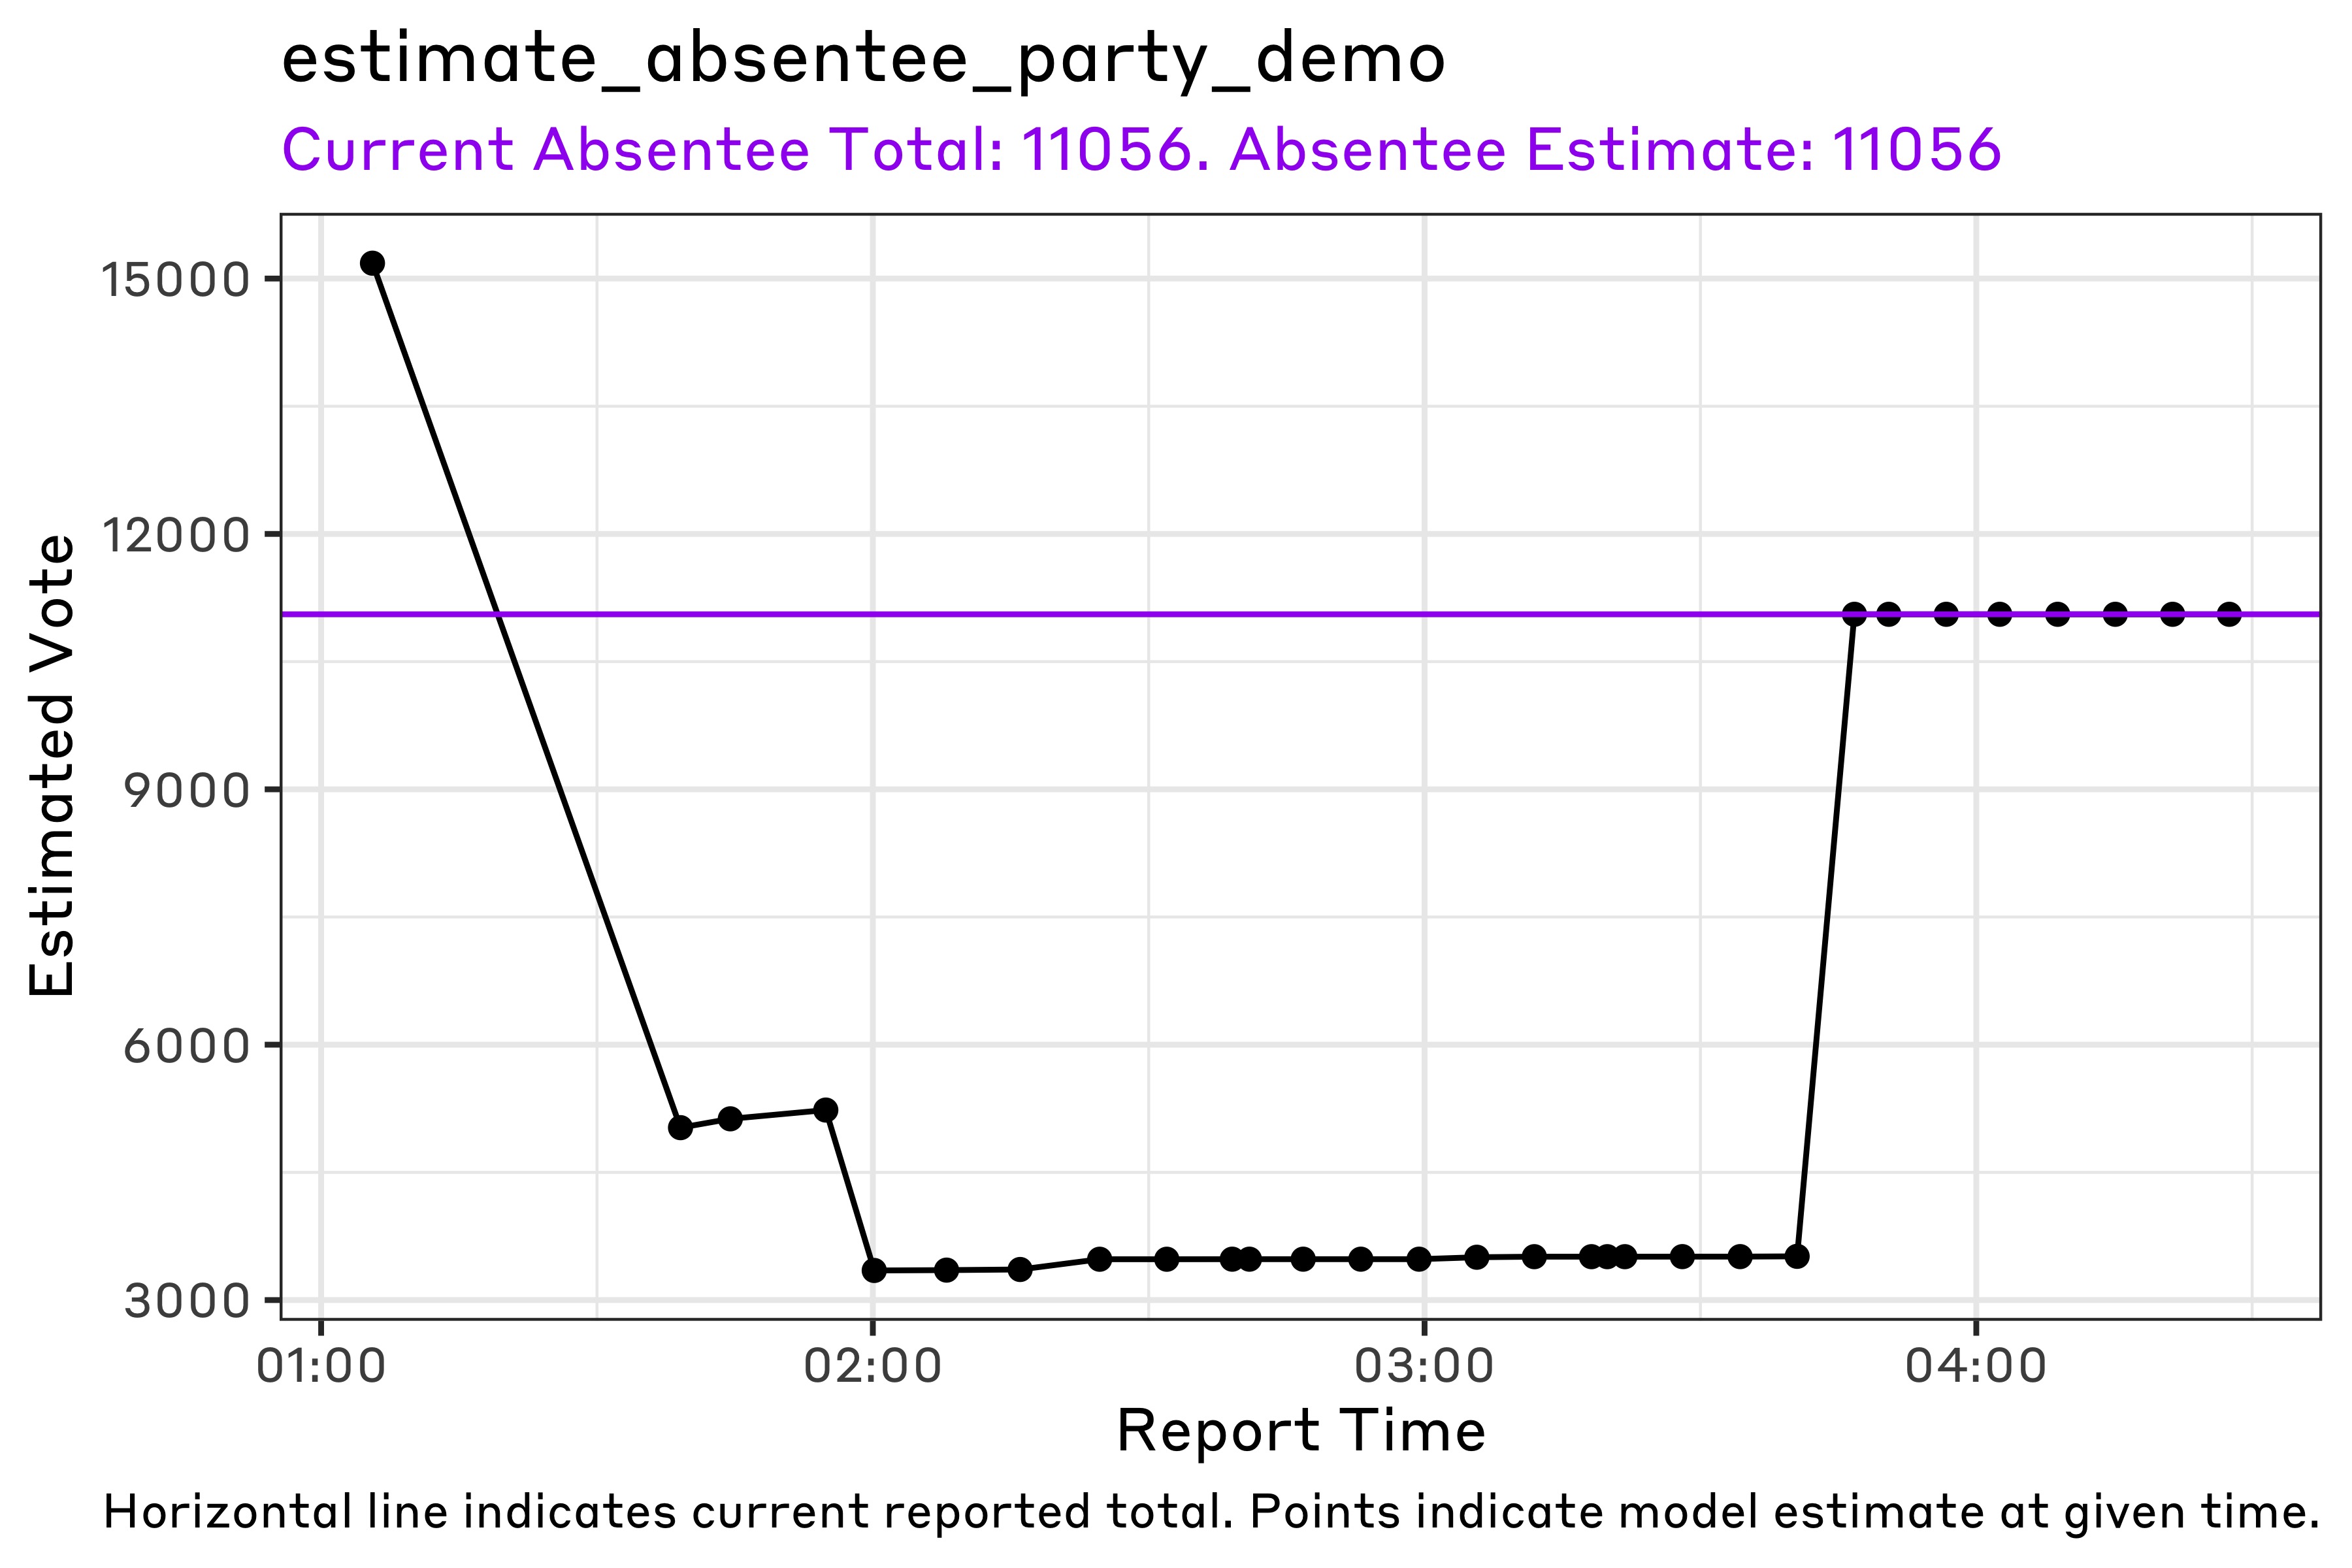 estimate_absentee_party_demo
Current Absentee Total: 11056. Absentee Estimate: 11056
Estimated Vote
15000
12000
9000
6000
3000
01:00
02:00
03:00
04:00
Report Time
Horizontal line indicates current reported total. Points indicate model estimate at given time.